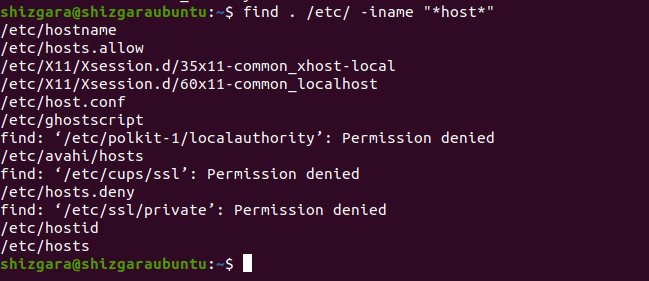 shizgara@shizgaraubuntu:~$ find . /etc/ -iname "*host*"
/etc/hostname
/etc/hosts.allow
/etc/X11/Xsession.d/35x11-common_xhost-local
/etc/X11/Xsession.d/60x11-common_localhost
/etc/host.conf
/etc/ghostscript
find: ‘/etc/polkit-1/localauthority’: Permission denied
/etc/avahi/hosts
find: ‘/etc/cups/ssl’: Permission denied
/etc/hosts.deny
find: ‘/etc/ssl/private’: Permission denied
/etc/hostid
/etc/hosts
shizgara@shizgaraubuntu:~$